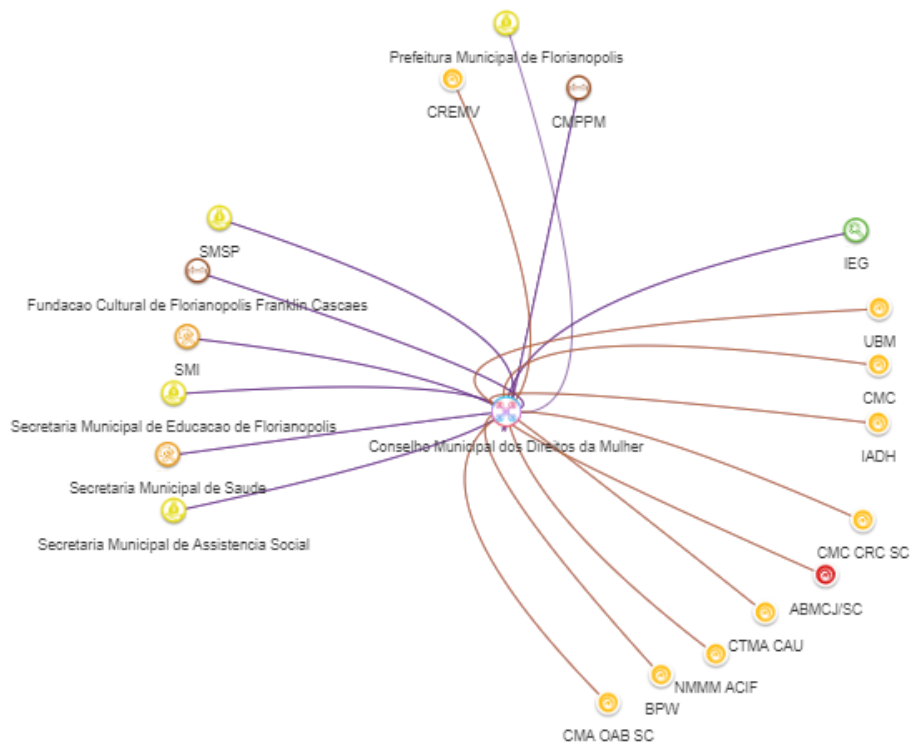 Prefeitura Municipal de Florianopolis
CREMV
CMPPM
SMSP
IEG
Fundacao Cultural de Florianopolis Franklin Cascaes
UBM
SMI
CMC
Secretaria Municipal de Educacao de Florianopolis
Conselho Municipal dos Direitos da Mulher
IADH
Secretaria Municipal de Saude
Secretaria Municipal de Assistencia Social
CMC CRC SC
ABMCJ/SC
CTMA CAU
NMMM ACIF
BPW
CMA OAB SC